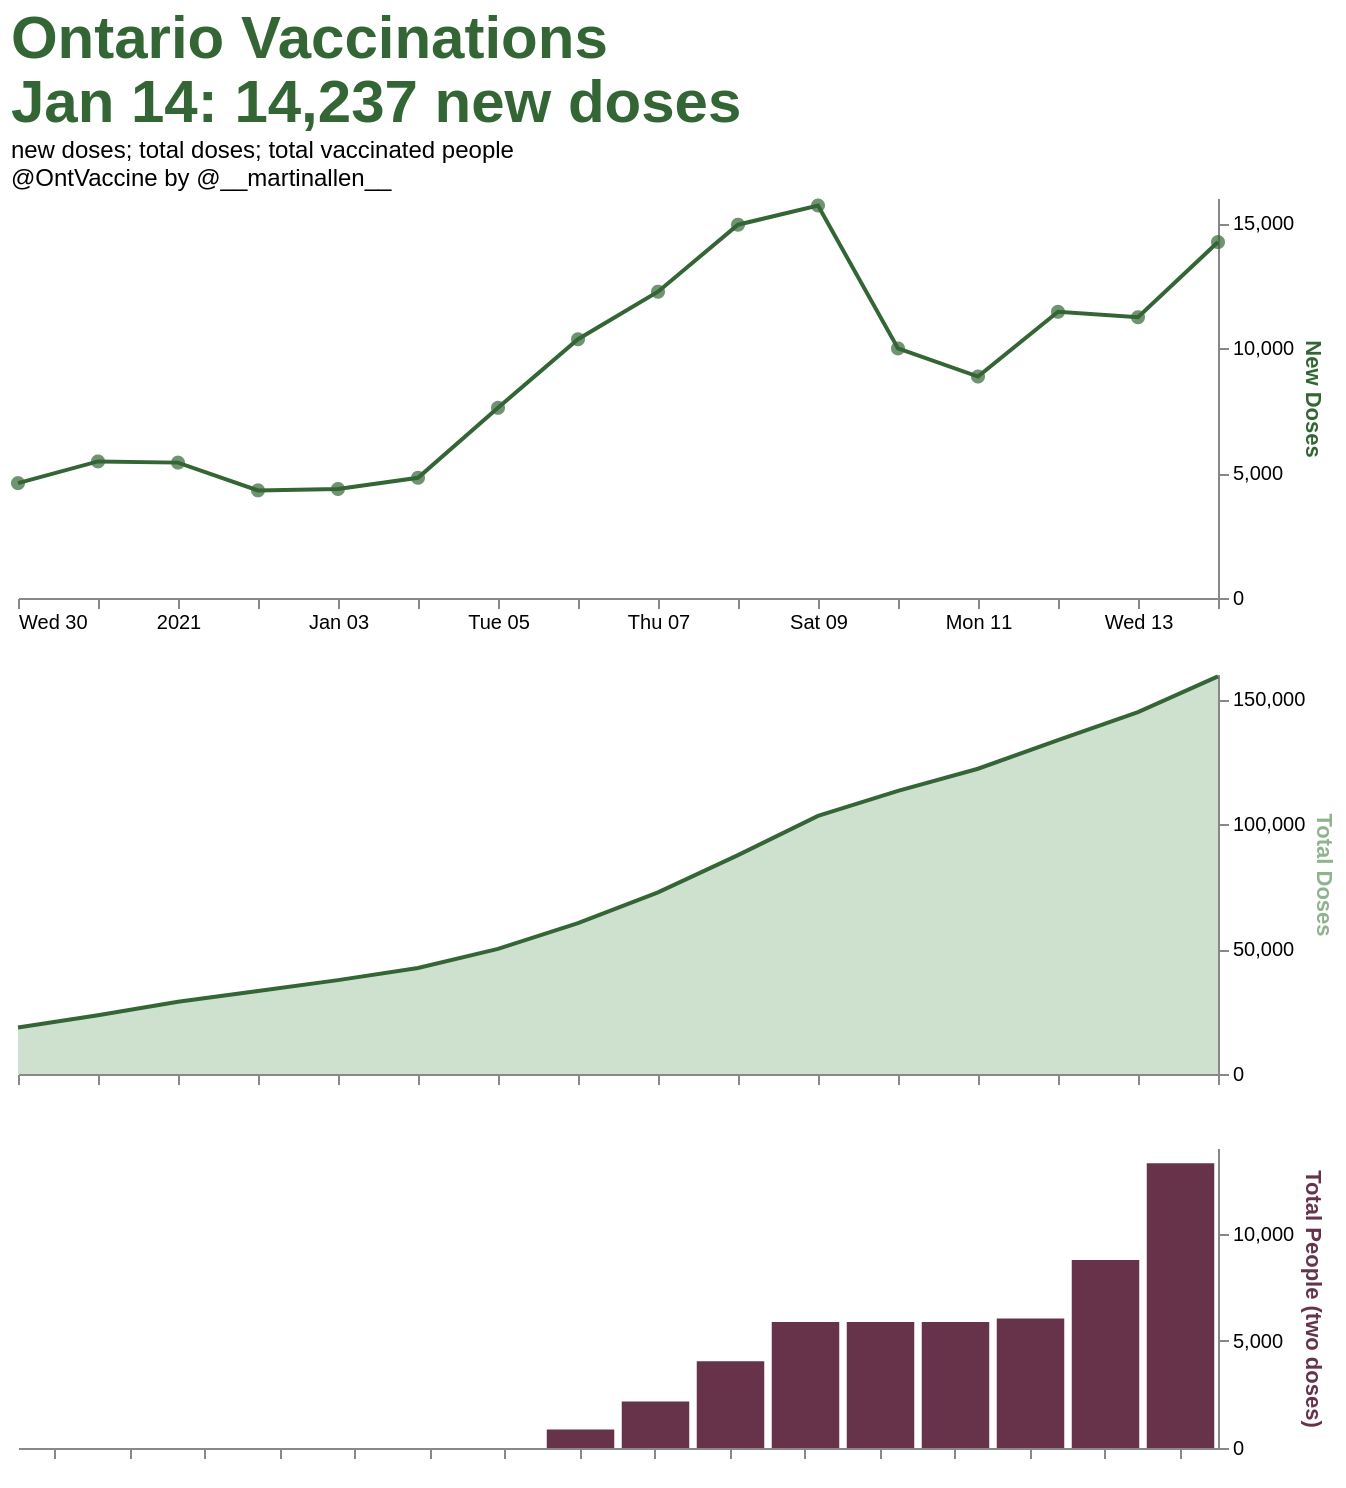 Ontario Vaccinations
Jan 14: 14,237 new doses
new doses; total doses; total vaccinated people
@OntVaccine by @__martinallen__
15,000
10,000
5,000
0
New Doses
Wed 30 2021 Jan 03 Tue 05 Thu 07 Sat 09 Mon 11 Wed 13
150,000
100,000
50,000
0
Total Doses
10,000
5,000
0
Total People (two doses)